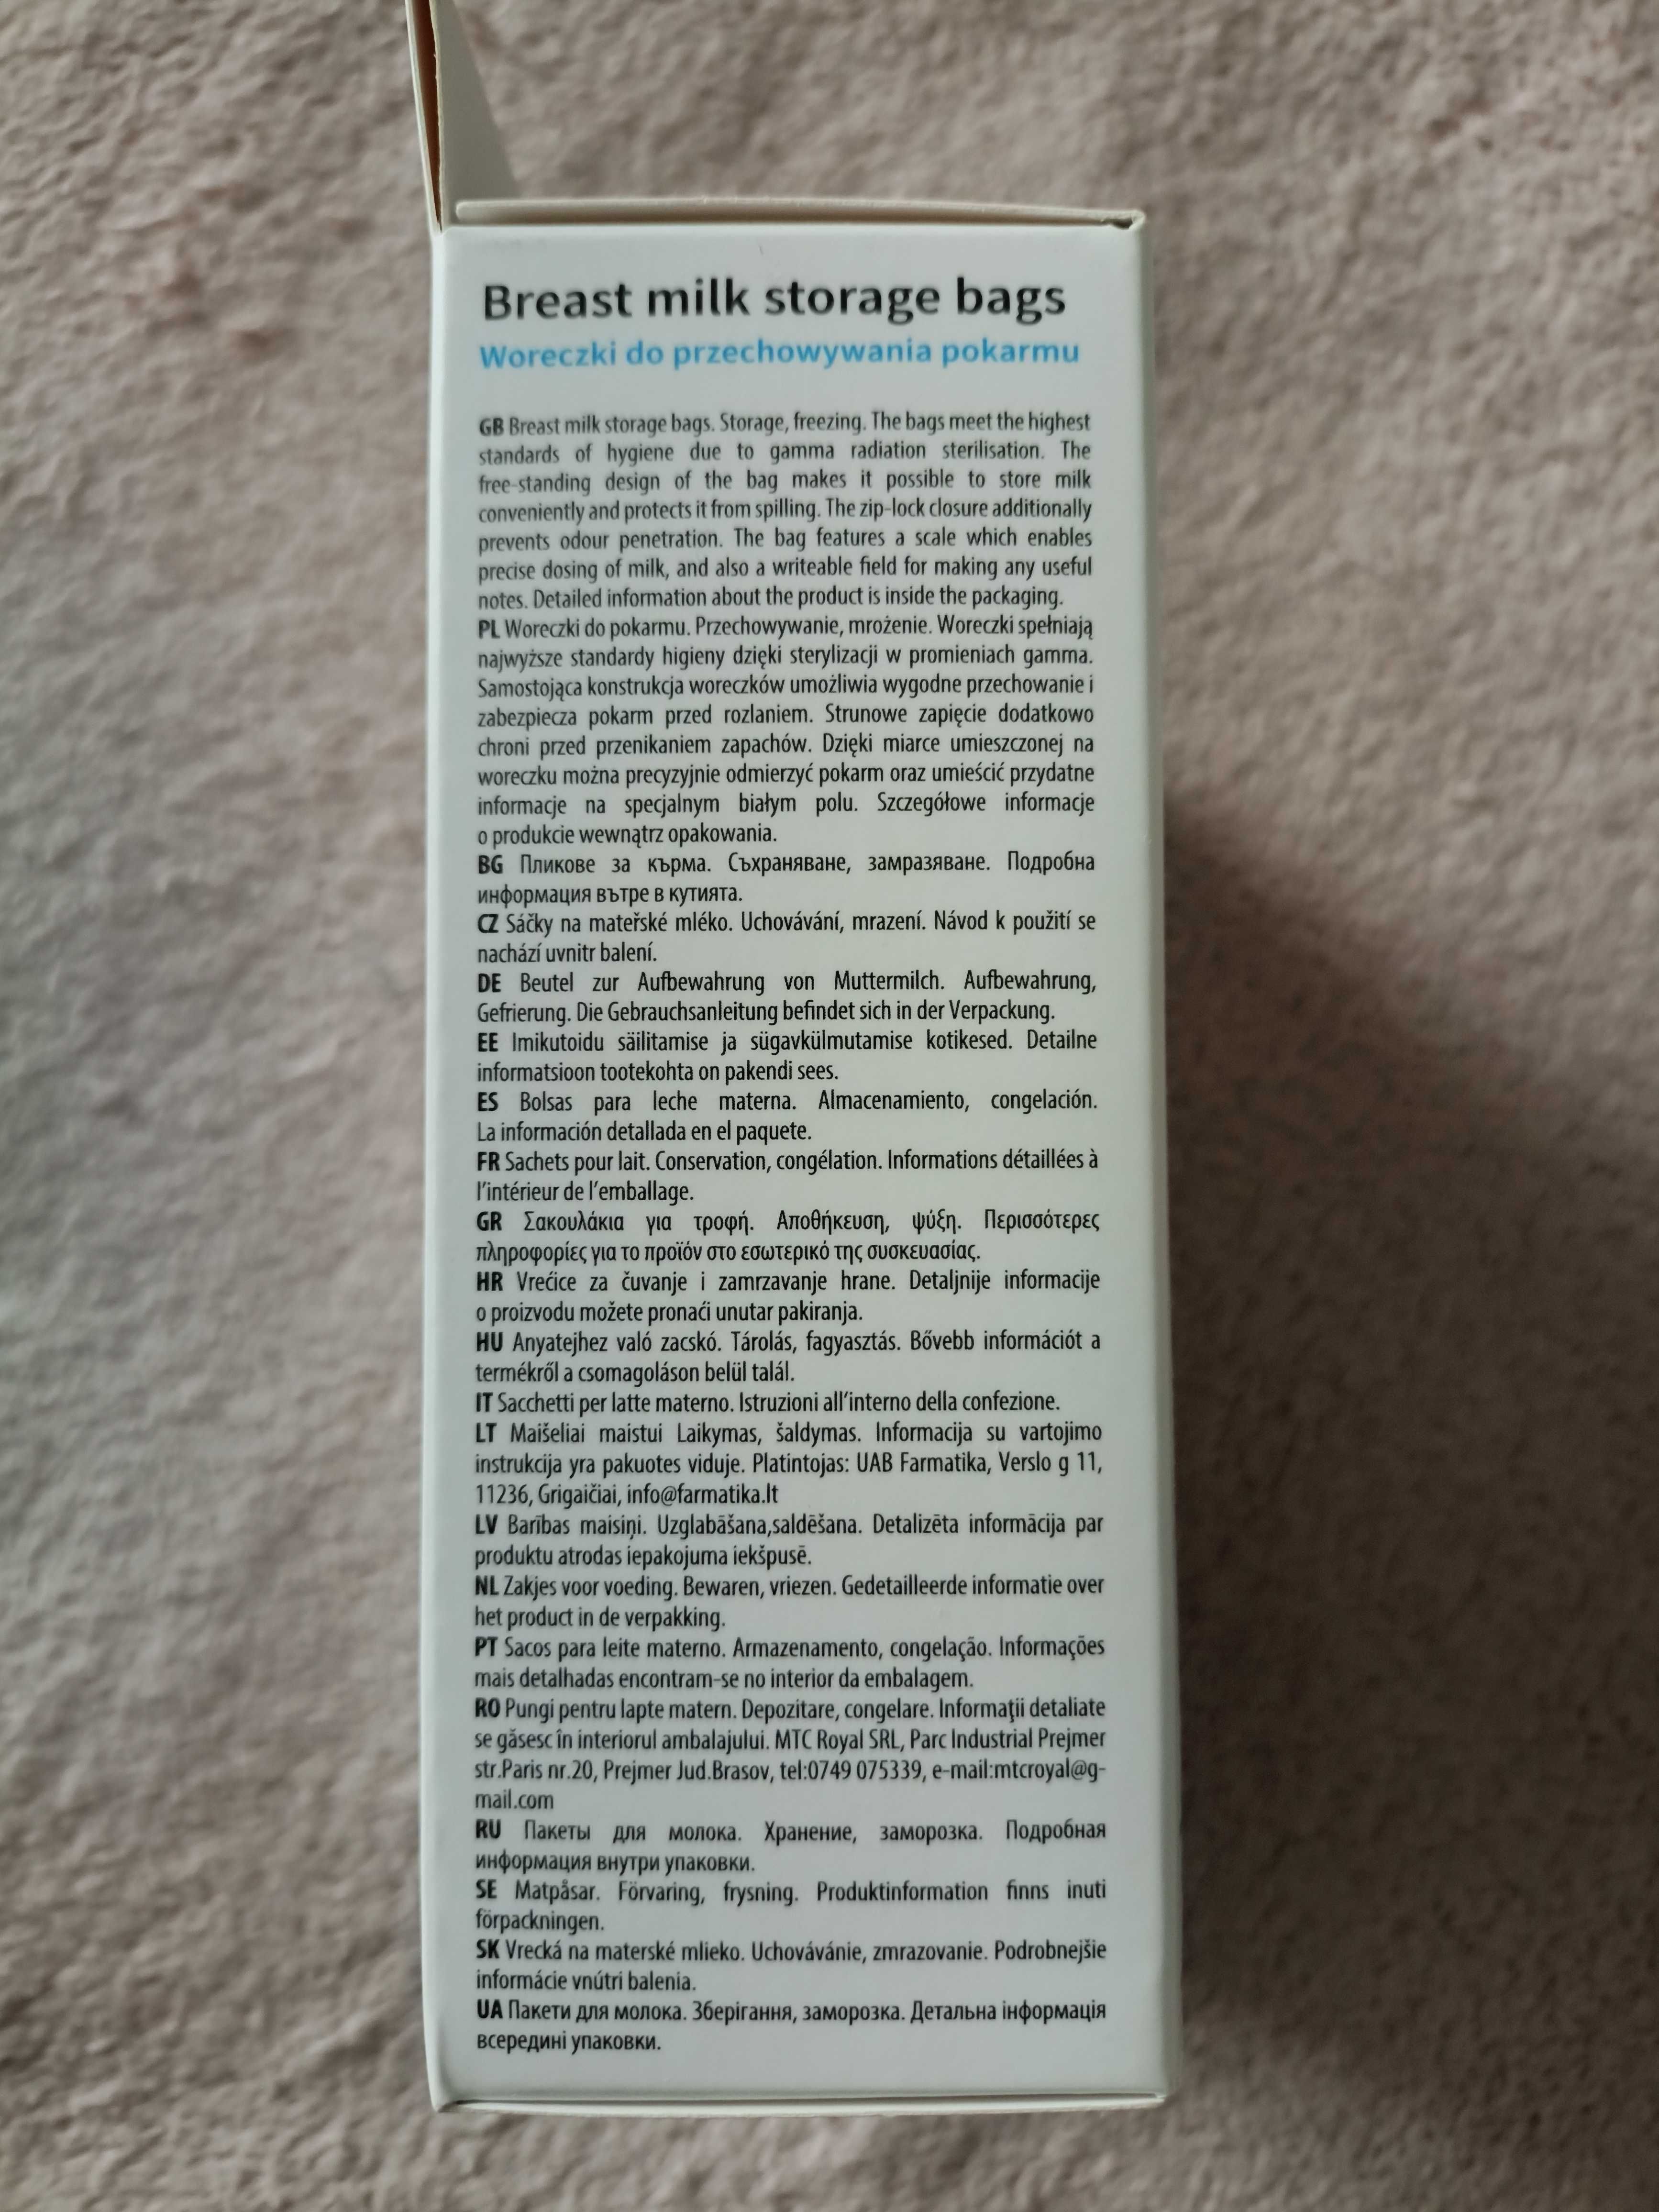 Breast milk storage bags
Woreczki do przechowywania pokarmu
GB Breast milk storage bags. Storage, freezing. The bags meet the highest
standards of hygiene due to gamma radiation sterilisation. The
free-standing design of the bag makes it possible to store milk
conveniently and protects it from spilling. The zip-lock closure additionally
prevents odour penetration. The bag features a scale which enables
precise dosing of milk, and also a writeable field for making any useful
notes. Detailed information about the product is inside the packaging.
PL Woreczki do pokarmu. Przechowywanie, mrożenie. Woreczki spełniają
najwyższe standardy higieny dzięki sterylizacji w promieniach gamma.
Samostojąca konstrukcja woreczków umożliwia wygodne przechowanie i
zabezpiecza pokarm przed rozlaniem. Strunowe zapięcie dodatkowo
chroni przed przenikaniem zapachów. Dzięki miarce umieszczonej na
woreczku można precyzyjnie odmierzyć pokarm oraz umieścić przydatne
informacje na specjalnym białym polu. Szczegółowe informacje
o produkcie wewnątrz opakowania.
BG Пликове за кърма. Съхраняване, замразяване. Подробна
информация вътре в кутията.
CZ Sáčky na mateřské mléko. Uchovávání, mrazení. Návod k použití se
nachází uvnitr balení.
DE Beutel zur Aufbewahrung von Muttermilch. Aufbewahrung,
Gefrierung. Die Gebrauchsanleitung befindet sich in der Verpackung.
EE Imikutoidu säilitamise ja sügavkülmutamise kotikesed. Detailne
informatsioon tootekohta on pakendi sees.
ES Bolsas para leche materna. Almacenamiento, congelación.
La información detallada en el paquete.
FR Sachets pour lait. Conservation, congélation. Informations détaillées à
l'intérieur de l'emballage.
GR Σακουλάκια για τροφή. Αποθήκευση, ψύξη. Περισσότερες
πληροφορίες για το προϊόν στο εσωτερικό της συσκευασίας.
HR Vrećice za čuvanje i zamrzavanje hrane. Detaljnije informacije
o proizvodu možete pronaći unutar pakiranja.
HU Anyatejhez való zacskó. Tárolás, fagyasztás. Bővebb információt a
termékről a csomagoláson belül talál.
IT Sacchetti per latte materno. Istruzioni all'interno della confezione.
LT Maišeliai maistui Laikymas, šaldymas. Informacija su vartojimo
instrukcija yra pakuotes viduje. Platintojas: UAB Farmatika, Verslo g 11,
11236, Grigaičiai, info@farmatika.lt
LV Barības maisiņi. Uzglabāšana,saldēšana. Detalizēta informācija par
produktu atrodas iepakojuma iekšpusē.
NL Zakjes voor voeding. Bewaren, vriezen. Gedetailleerde informatie over
het product in de verpakking.
PT Sacos para leite materno. Armazenamento, congelação. Informações
mais detalhadas encontram-se no interior da embalagem.
RO Pungi pentru lapte matern. Depozitare, congelare. Informaţii detaliate
se găsesc în interiorul ambalajului. MTC Royal SRL, Parc Industrial Prejmer
str.Paris nr.20, Prejmer Jud.Brasov, tel:0749 075339, e-mail:mtcroyal@g-
mail.com
RU Пакеты для молока. Хранение, заморозка. Подробная
информация внутри упаковки.
SE Matpåsar. Förvaring, frysning. Produktinformation finns inuti
förpackningen.
SK Vrecká na materské mlieko. Uchovávánie, zmrazovanie. Podrobnejšie
informácie vnútri balenia.
UA Пакети для молока. Зберігання, заморозка. Детальна інформація
всередині упаковки.